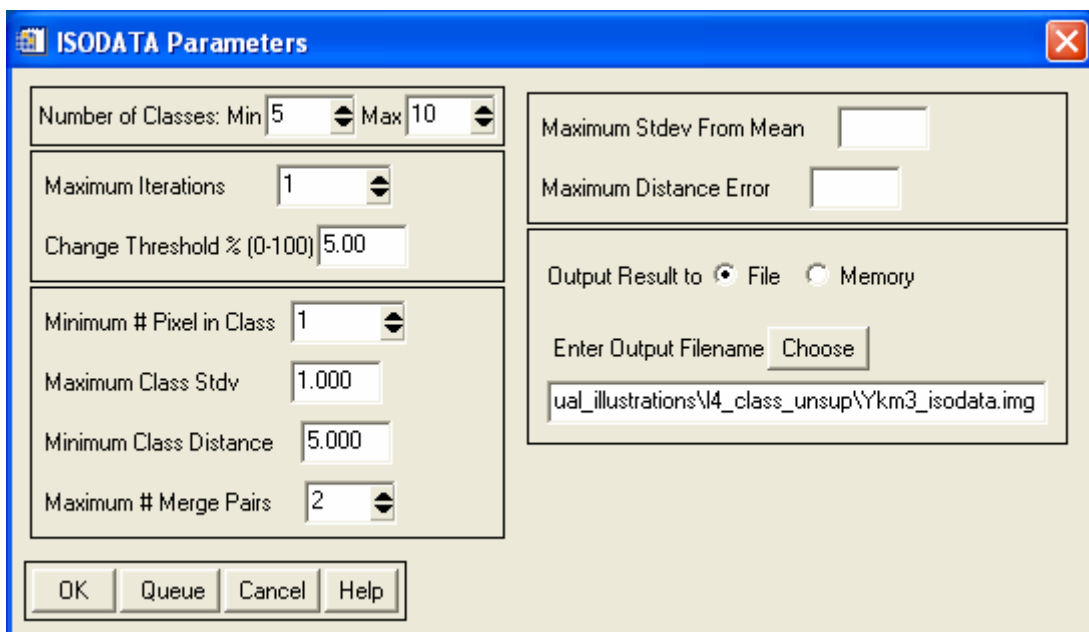 ISODATA Parameters
Number of Classes: Min 5 Max 10
Maximum Iterations 1
Change Threshold % (0-100) 5.00
Minimum # Pixel in Class 1
Maximum Class Stdv 1.000
Minimum Class Distance 5.000
Maximum # Merge Pairs 2
Maximum Stdev From Mean
Maximum Distance Error
Output Result to File Memory
Enter Output Filename Choose
ual_illustrations\I4_class_unsup\Ykm3_isodata.img
OK Queue Cancel Help